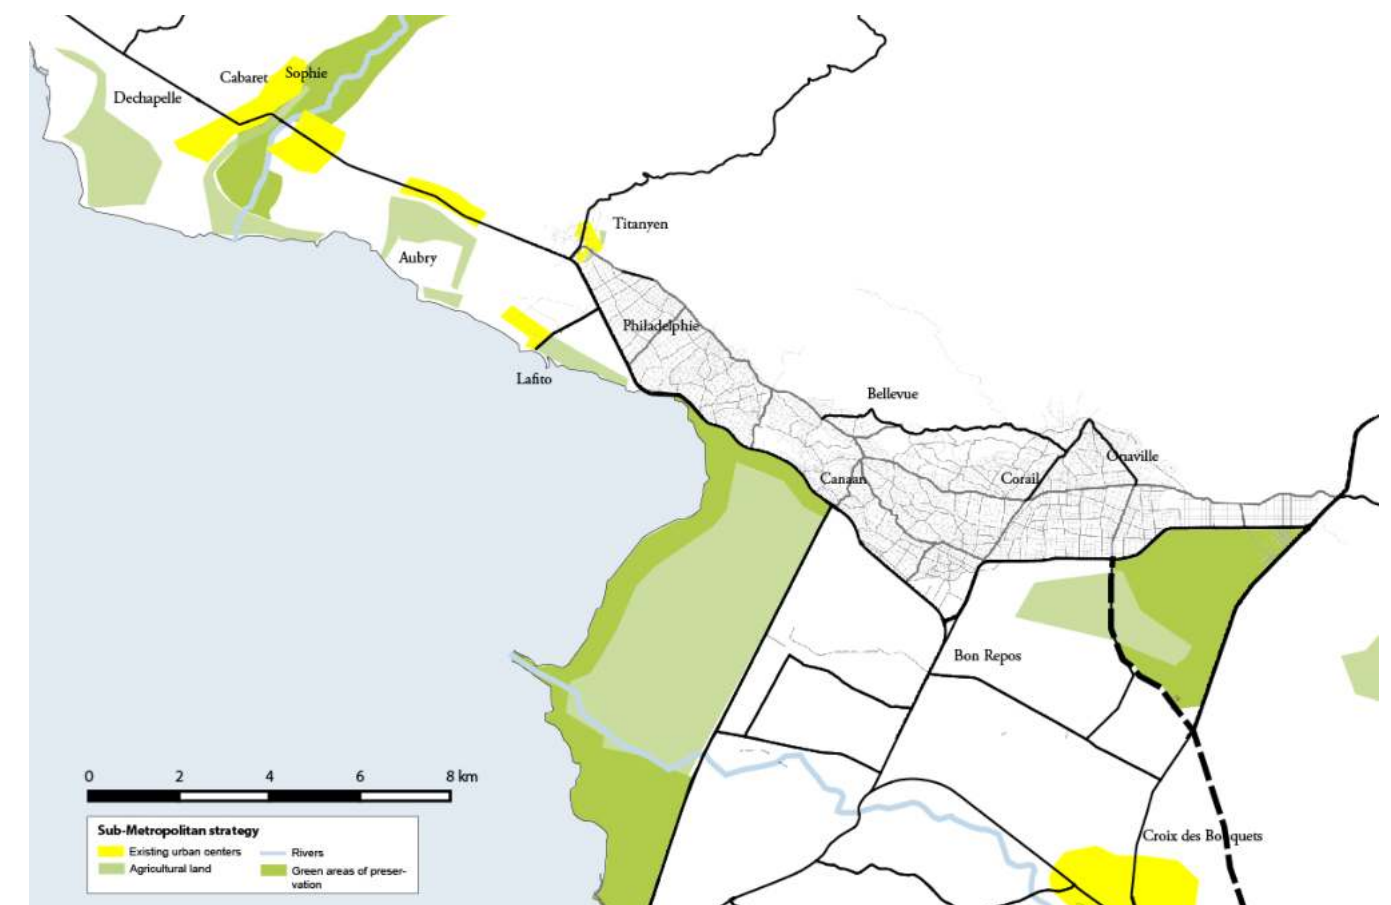 Cabaret
Sophie
Dechapelle
Titanyen
Aubry
Philadelphie
Lafito
Bellevue
Onaville
Canaan
Corail
Bon Repos
0 2 4 6 8 km
Sub-Metropolitan strategy
Existing urban centers
Rivers
Agricultural land
Green areas of preser-
vation
Croix des Bouquets